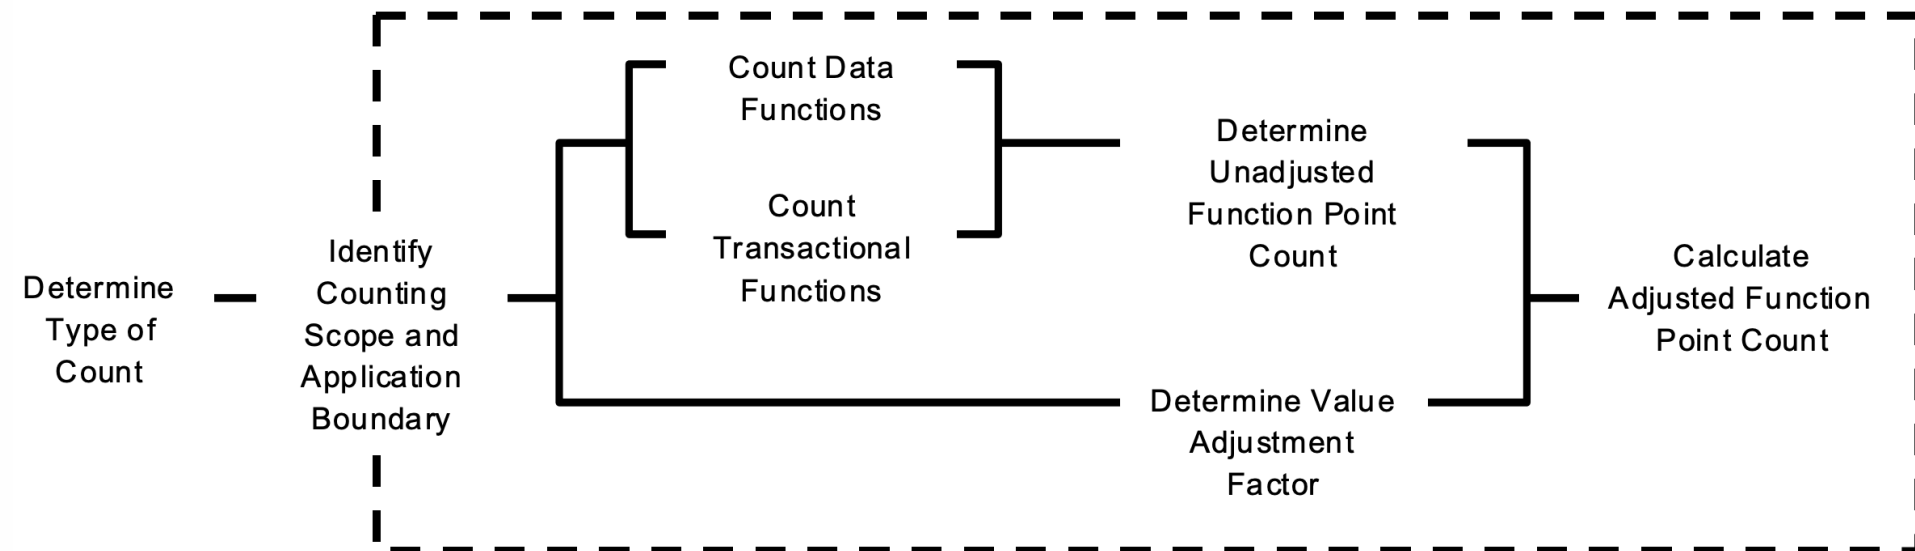 Determine
Type of
Count
Identify
Counting
Scope and
Application
Boundary
Count Data
Functions
Count
Transactional
Functions
Determine
Unadjusted
Function Point
Count
Determine Value
Adjustment
Factor
Calculate
Adjusted Function
Point Count